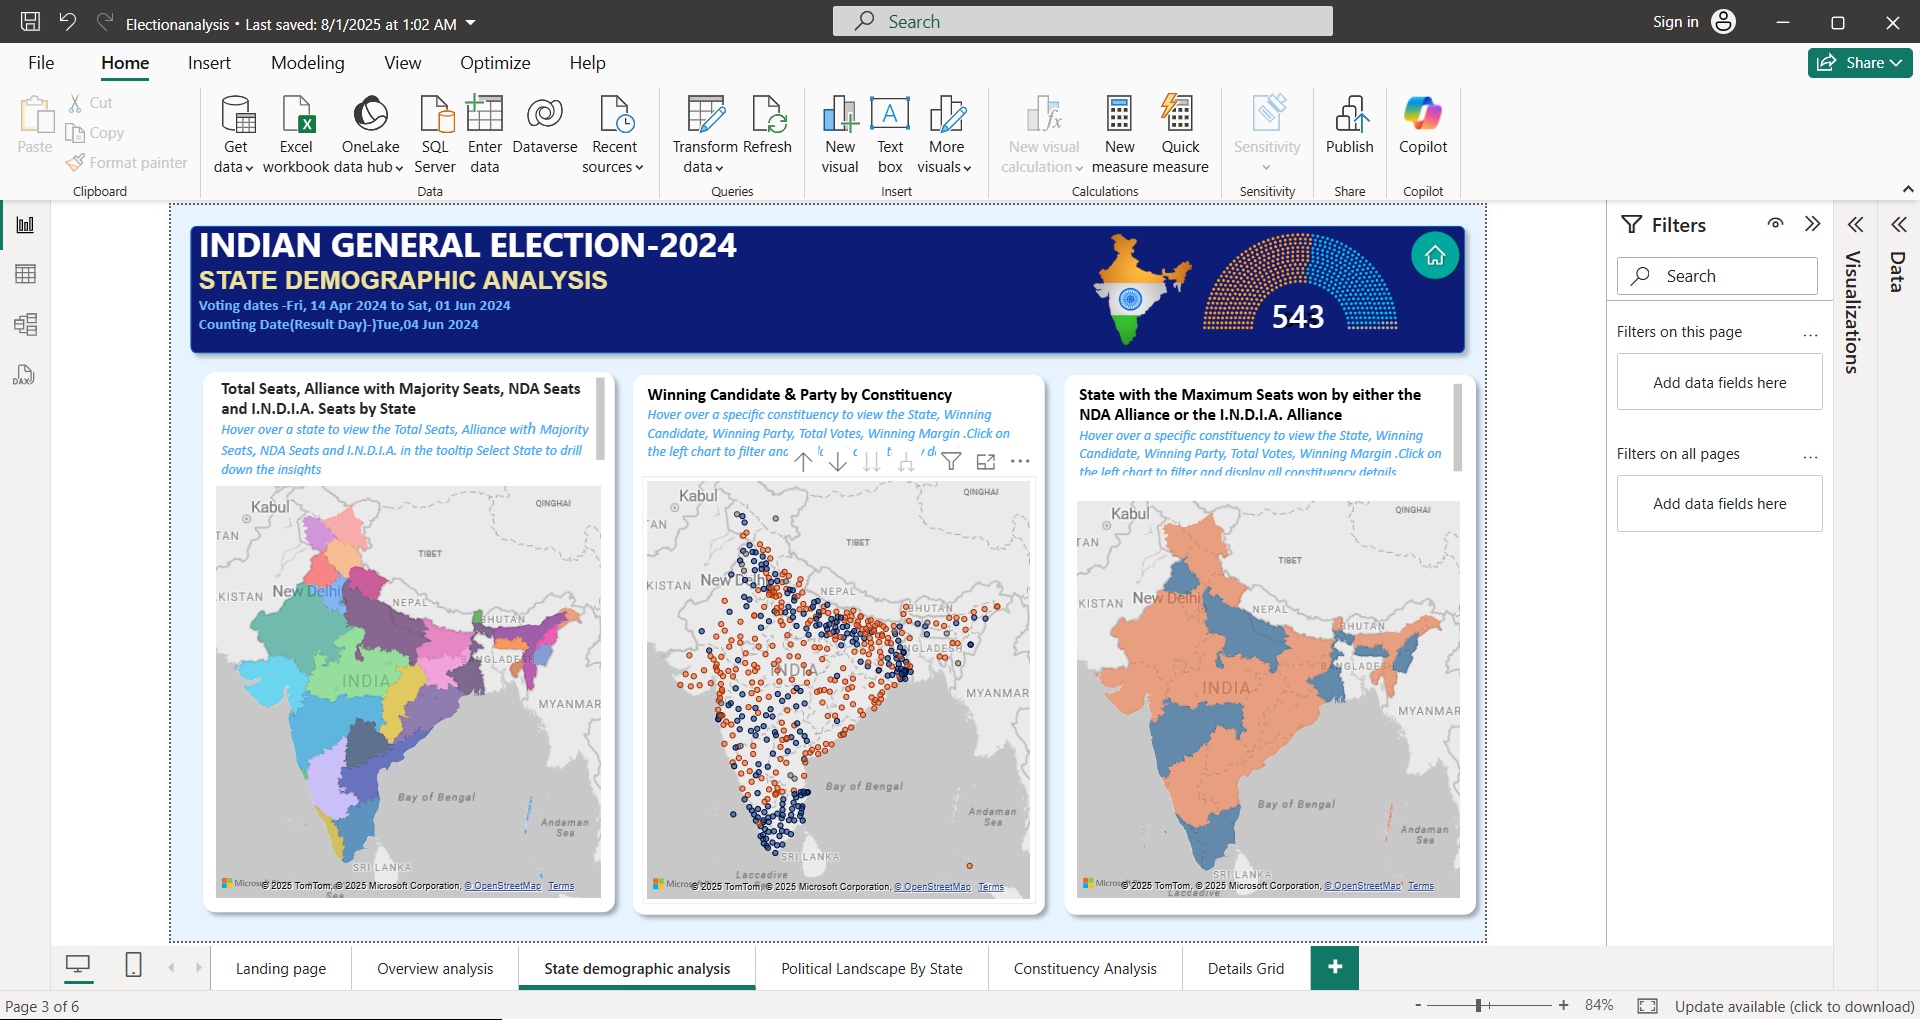 Electionanalysis • Last saved: 8/1/2025 at 1:02 AM
Search
Sign in
File
Home
Insert
Modeling
View
Optimize
Help
Share
Paste
Cut
Copy
Format painter
Clipboard
Get data
Excel workbook
OneLake data hub
SQL Server
Enter data
Dataverse
Recent sources
Data
Transform data
Refresh
Queries
New visual
Text box
More visuals
Insert
New visual calculation
New measure
Quick measure
Calculations
Sensitivity
Sensitivity
Publish
Share
Copilot
Copilot
INDIAN GENERAL ELECTION-2024
STATE DEMOGRAPHIC ANALYSIS
Voting dates -Fri, 14 Apr 2024 to Sat, 01 Jun 2024
Counting Date(Result Day)-)Tue,04 Jun 2024
543
Total Seats, Alliance with Majority Seats, NDA Seats
and I.N.D.I.A. Seats by State
Hover over a state to view the Total Seats, Alliance with Majority
Seats, NDA Seats and I.N.D.I.A. in the tooltip Select State to drill
down the insights
Kabul
QINGHAI
TAN
TIBET
KISTAN
New Delhi
NEPAL
BHUTAN
BANGLADESH
INDIA
MYANMAR
Bay of Bengal
Andaman
Sea
SRI LANKA
© 2025 TomTom, © 2025 Microsoft Corporation, © OpenStreetMap Terms
Winning Candidate & Party by Constituency
Hover over a specific constituency to view the State, Winning
Candidate, Winning Party, Total Votes, Winning Margin .Click on
the left chart to filter and
Kabul
QINGHAI
AN
TIBET
KISTAN
New Delhi
NEPAL
BHUTAN
NGLADESH
INDIA
MYANMAR
Bay of Bengal
Andaman
Sea
SRI LANKA
Laccadive
© 2025 TomTom, © 2025 Microsoft Corporation, © OpenStreetMap Terms
State with the Maximum Seats won by either the
NDA Alliance or the I.N.D.I.A. Alliance
Hover over a specific constituency to view the State, Winning
Candidate, Winning Party, Total Votes, Winning Margin .Click on
the left chart to filter and display all constituency details
Kabul
QINGHAI
TAN
TIBET
KISTAN
New Delhi
NEPAL
BHUTAN
BANGLADESH
INDIA
MYANMAR
Bay of Bengal
Andaman
Sea
SRI LANKA
Laccadive
© 2025 TomTom, © 2025 Microsoft Corporation, © OpenStreetMap Terms
Filters
Search
Filters on this page
...
Add data fields here
Filters on all pages
...
Add data fields here
Visualizations
Data
Landing page
Overview analysis
State demographic analysis
Political Landscape By State
Constituency Analysis
Details Grid
+
Page 3 of 6
- + 84%
Update available (click to download)